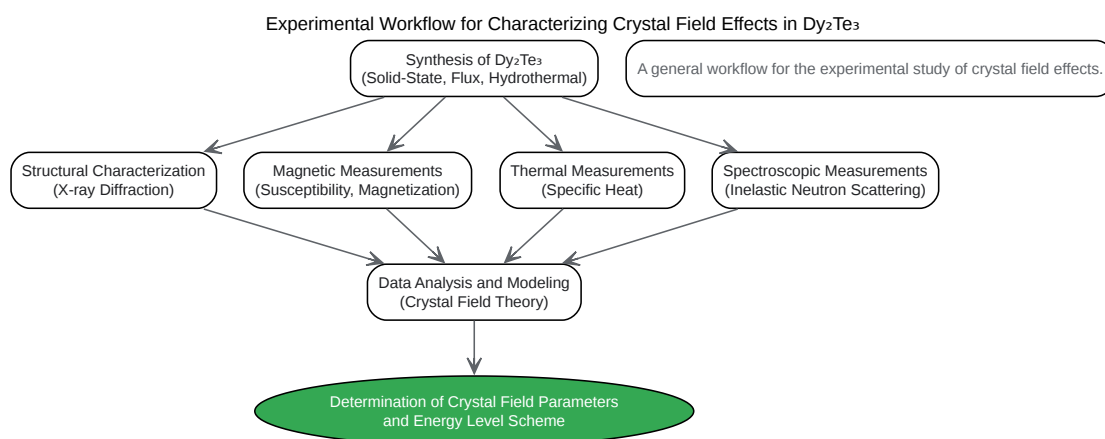 Experimental Workflow for Characterizing Crystal Field Effects in Dy₂Te₃
Synthesis of Dy₂Te₃
(Solid-State, Flux, Hydrothermal)
A general workflow for the experimental study of crystal field effects.
Structural Characterization
(X-ray Diffraction)
Magnetic Measurements
(Susceptibility, Magnetization)
Thermal Measurements
(Specific Heat)
Spectroscopic Measurements
(Inelastic Neutron Scattering)
Data Analysis and Modeling
(Crystal Field Theory)
Determination of Crystal Field Parameters
and Energy Level Scheme